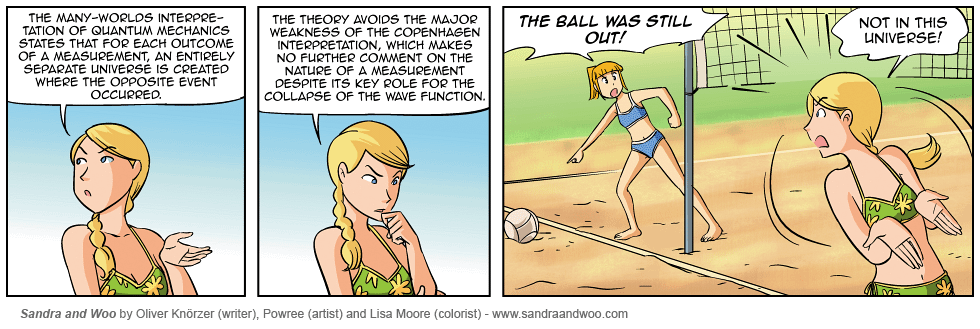 THE MANY-WORLDS INTERPRE-
TATION OF QUANTUM MECHANICS
STATES THAT FOR EACH OUTCOME
OF A MEASUREMENT, AN ENTIRELY
SEPARATE UNIVERSE IS CREATED
WHERE THE OPPOSITE EVENT
OCCURRED.
THE THEORY AVOIDS THE MAJOR
WEAKNESS OF THE COPENHAGEN
INTERPRETATION, WHICH MAKES
NO FURTHER COMMENT ON THE
NATURE OF A MEASUREMENT
DESPITE ITS KEY ROLE FOR THE
COLLAPSE OF THE WAVE FUNCTION.
THE BALL WAS STILL
OUT!
NOT IN THIS
UNIVERSE!
Sandra and Woo by Oliver Knörzer (writer), Powree (artist) and Lisa Moore (colorist) - www.sandraandwoo.com